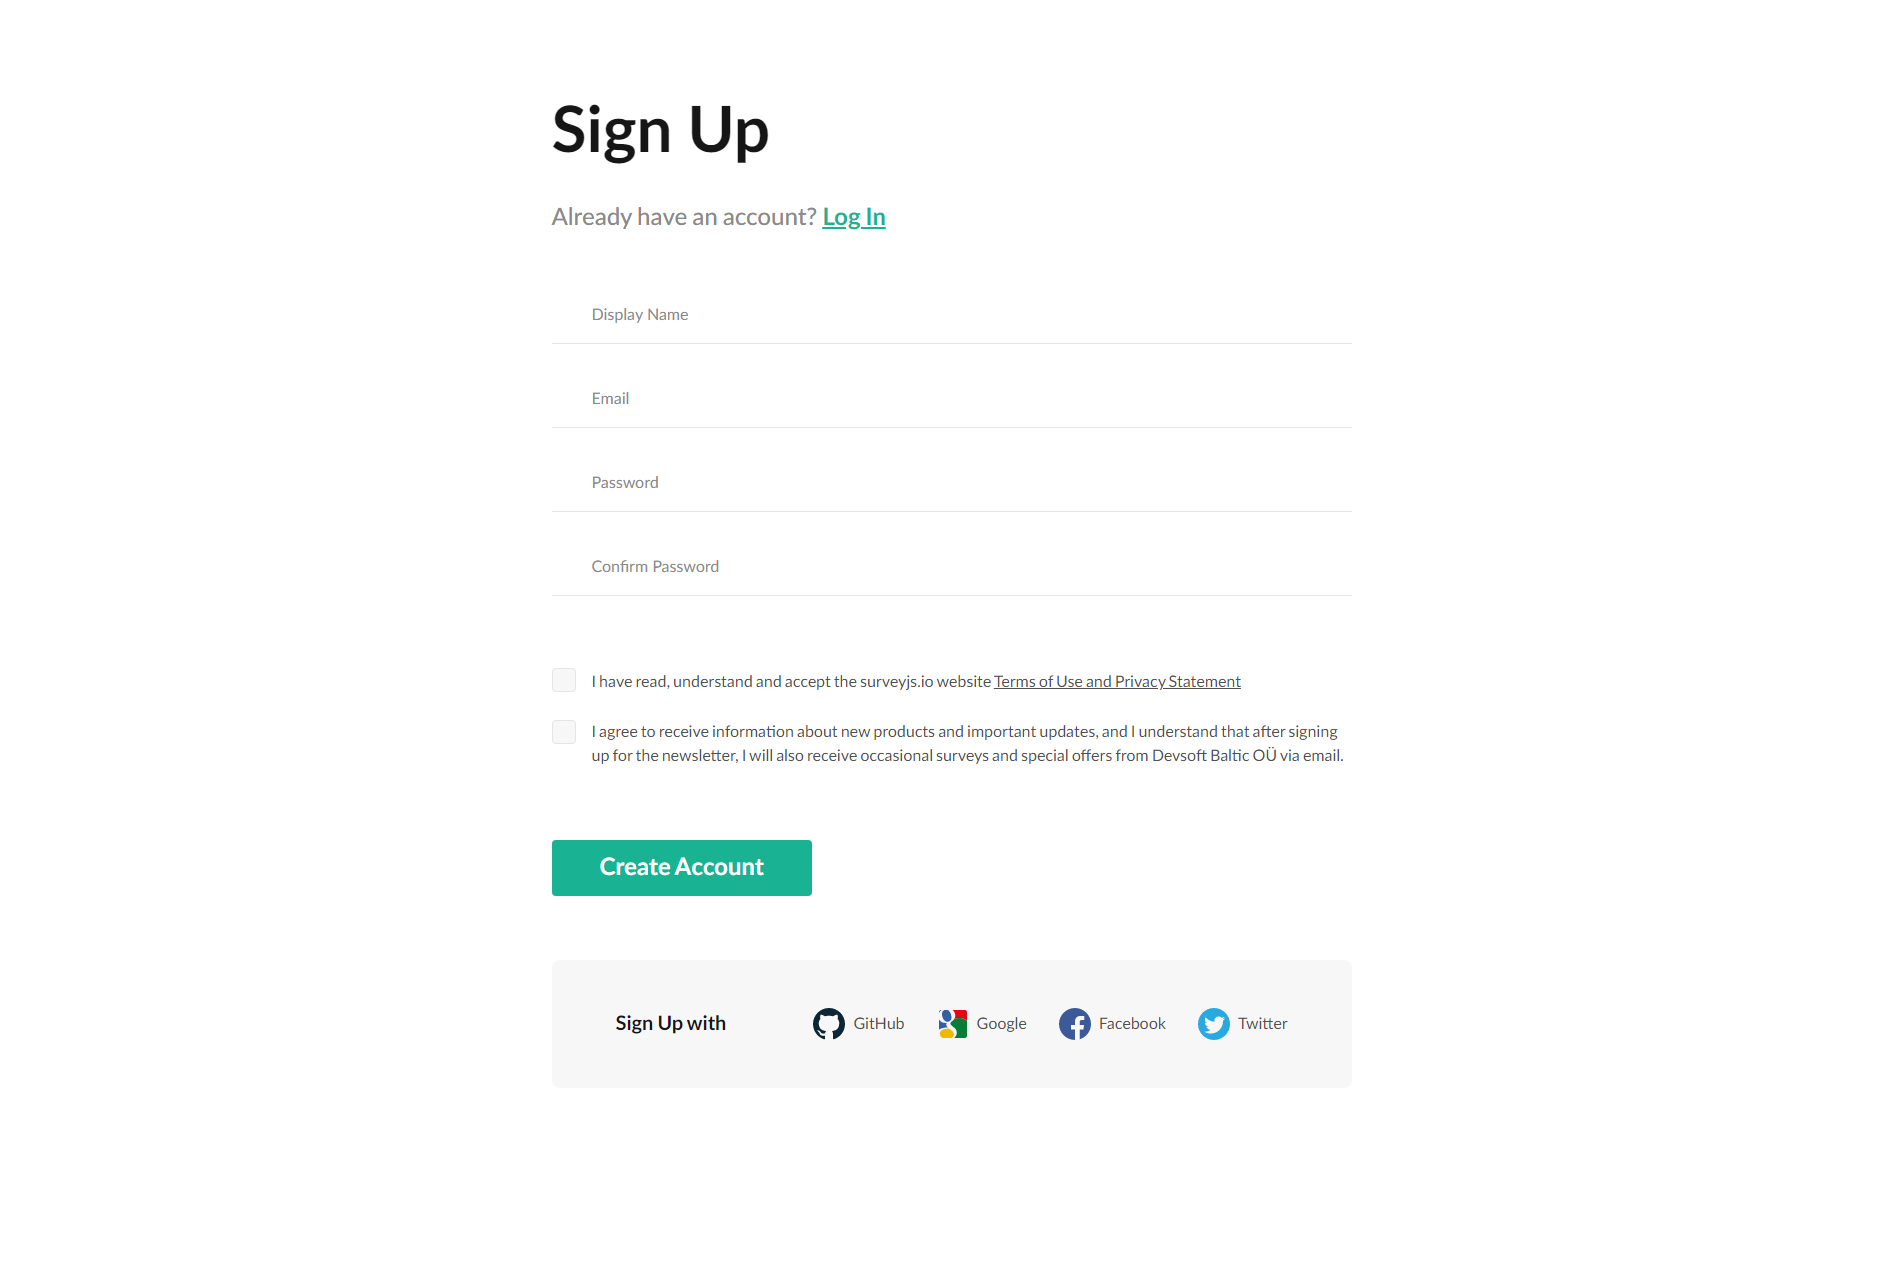 Sign Up
Already have an account? Log In
Display Name
Email
Password
Confirm Password
I have read, understand and accept the surveyjs.io website Terms of Use and Privacy Statement
I agree to receive information about new products and important updates, and I understand that after signing
up for the newsletter, I will also receive occasional surveys and special offers from Devsoft Baltic OÜ via email.
Create Account
Sign Up with GitHub Google Facebook Twitter